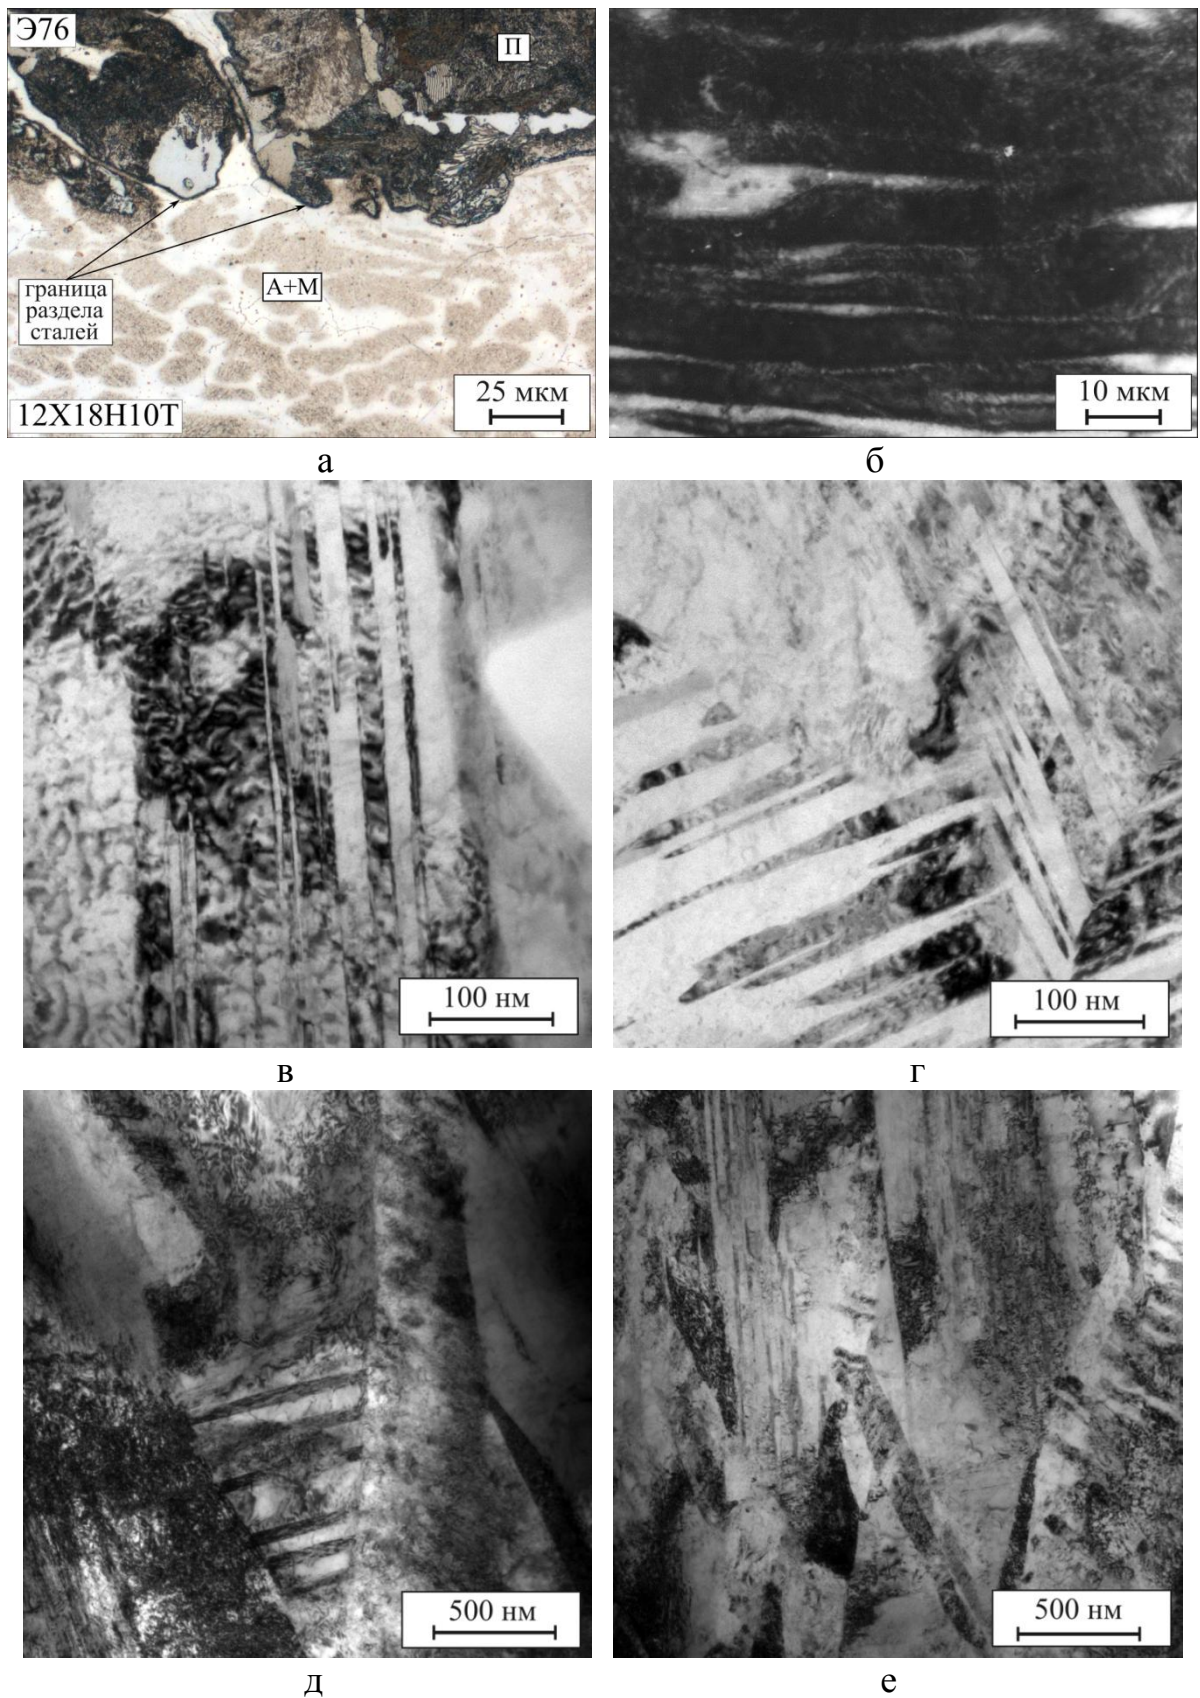 Э76
П
граница
раздела
сталей
А+М
12Х18Н10Т
25 мкм
10 мкм
а
б
100 нм
100 нм
в
г
500 нм
500 нм
д
е